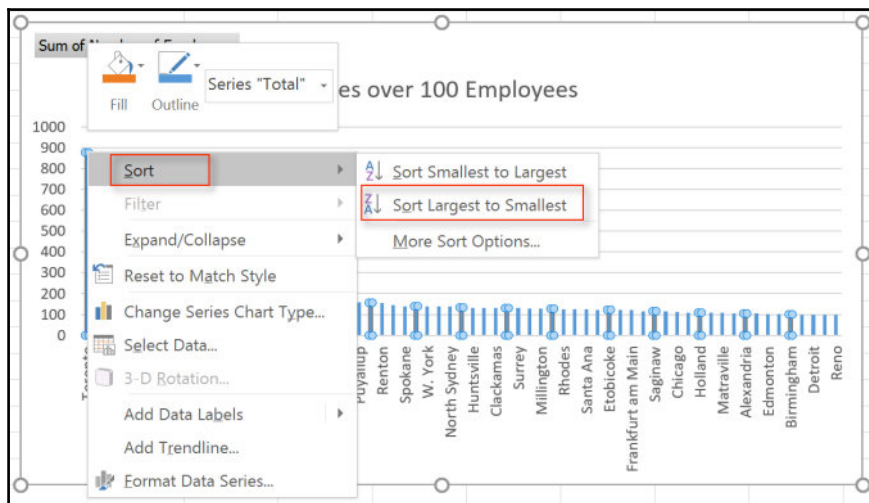 Sum of
Fill
Outline
Series "Total"
es over 100 Employees
1000
900
800
700
600
500
400
300
200
100
0
Sort
Filter
Expand/Collapse
Reset to Match Style
Change Series Chart Type...
Select Data...
3-D Rotation...
Add Data Labels
Add Trendline...
Format Data Series...
Sort Smallest to Largest
Sort Largest to Smallest
More Sort Options...
Puyallup
Renton
Spokane
W. York
North Sydney
Huntsville
Clackamas
Surrey
Millington
Rhodes
Santa Ana
Etobicoke
Frankfurt am Main
Saginaw
Chicago
Holland
Matraville
Alexandria
Edmonton
Birmingham
Detroit
Reno